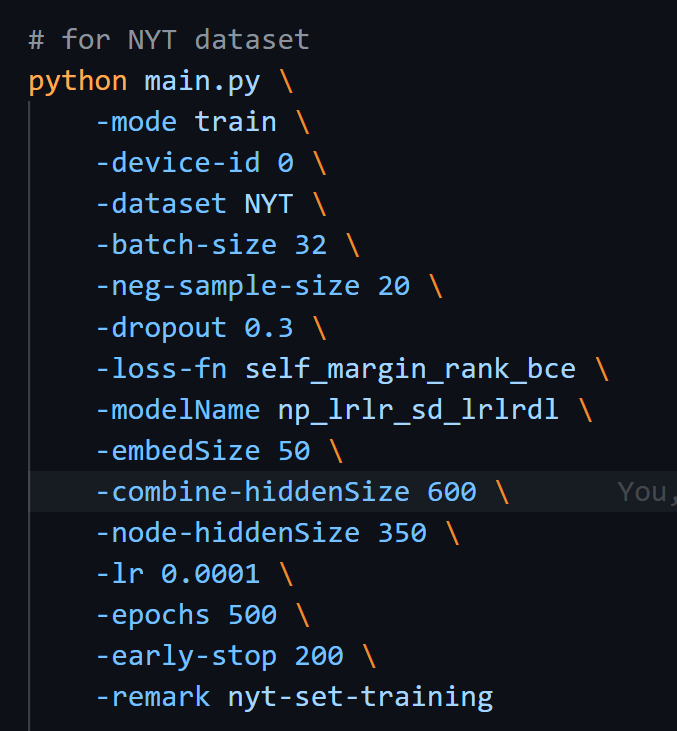 # for NYT dataset
python main.py \
-mode train \
-device-id 0 \
-dataset NYT \
-batch-size 32 \
-neg-sample-size 20 \
-dropout 0.3 \
-loss-fn self_margin_rank_bce \
-modelName np_lrlr_sd_lrlrdl \
-embedSize 50 \
-combine-hiddenSize 600 \ You,
-node-hiddenSize 350 \
-lr 0.0001 \
-epochs 500 \
-early-stop 200 \
-remark nyt-set-training